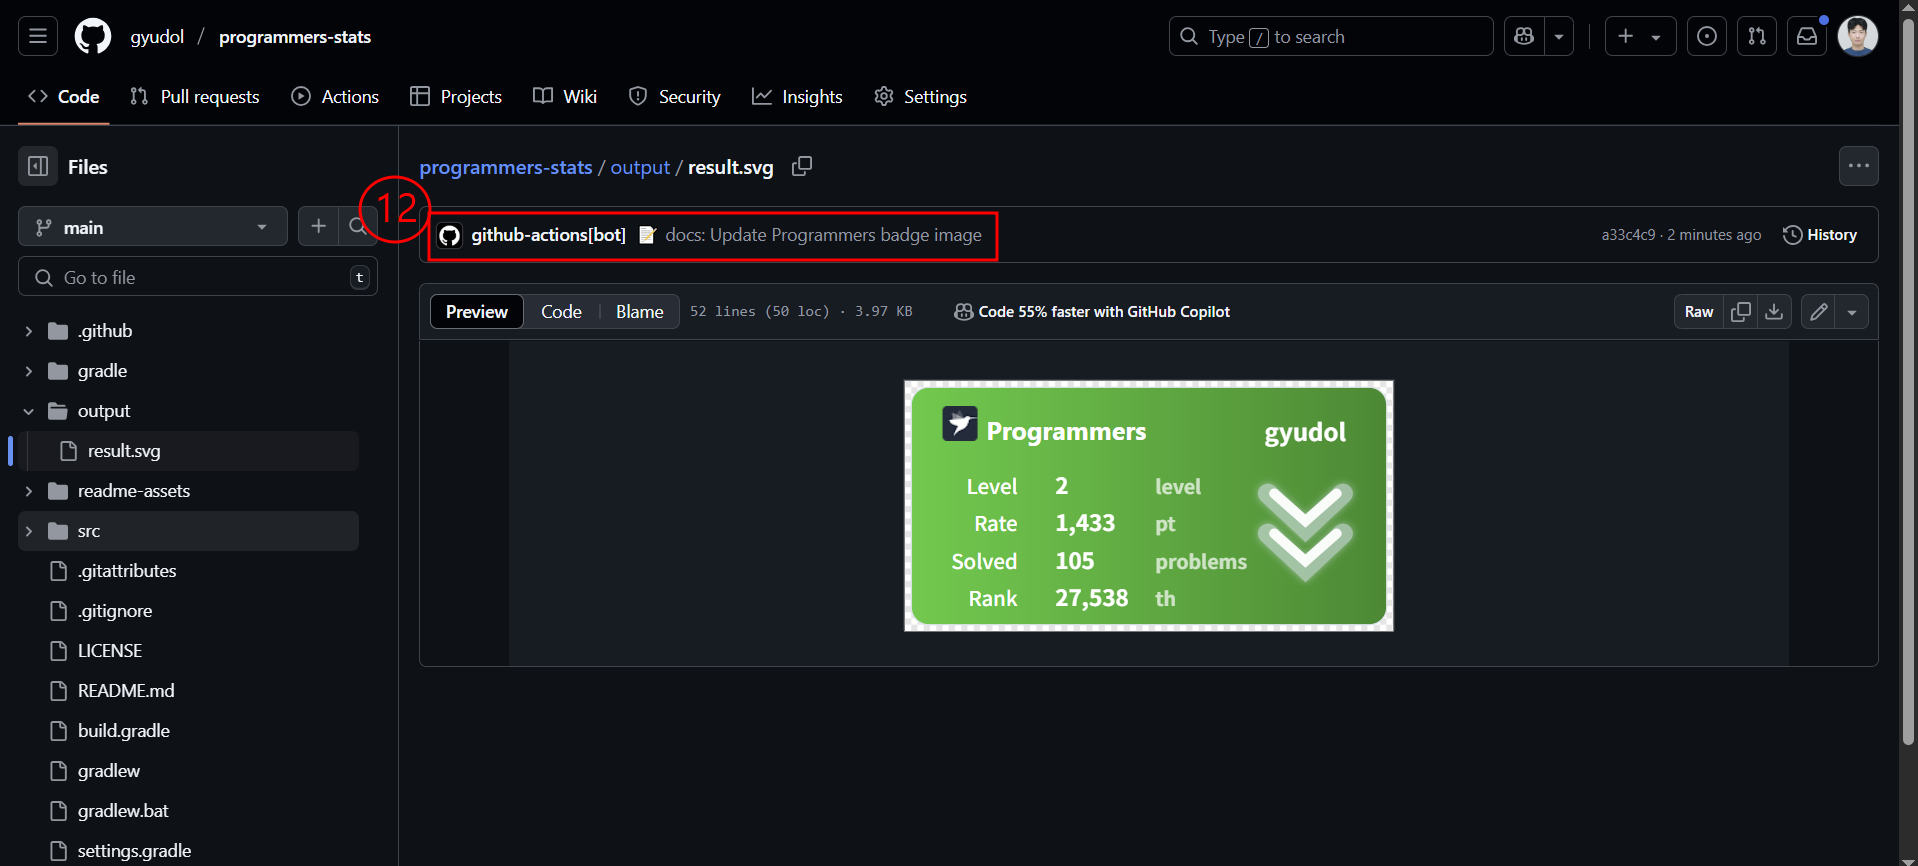 gyudol / programmers-stats
Type / to search
Code
Pull requests
Actions
Projects
Wiki
Security
Insights
Settings
Files
main
12
Go to file
t
.github
gradle
output
result.svg
readme-assets
src
.gitattributes
.gitignore
LICENSE
README.md
build.gradle
gradlew
gradlew.bat
settings.gradle
programmers-stats / output / result.svg
github-actions[bot] 📝 docs: Update Programmers badge image
a33c4c9 · 2 minutes ago
History
Preview
Code
Blame
52 lines (50 loc) · 3.97 KB
Code 55% faster with GitHub Copilot
Raw
Programmers
gyudol
Level 2 level
Rate 1,433 pt
Solved 105 problems
Rank 27,538 th